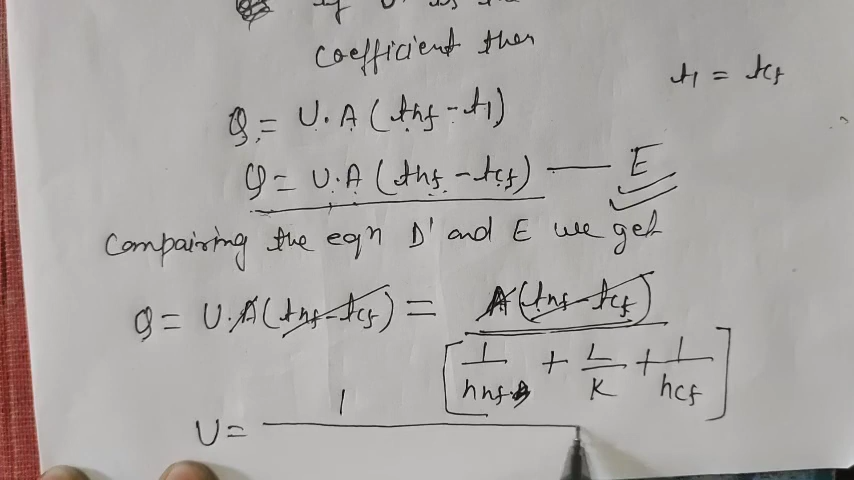 coefficient then
t1 = tcf
Q = U.A (thf - t1)
Q = U.A (thf - tcf) — E
Compairing the eqn D' and E we get
Q = U.A (thf - tcf) = A (thf - tcf)
[1/hhf + L/K + 1/hcf]
U = 1